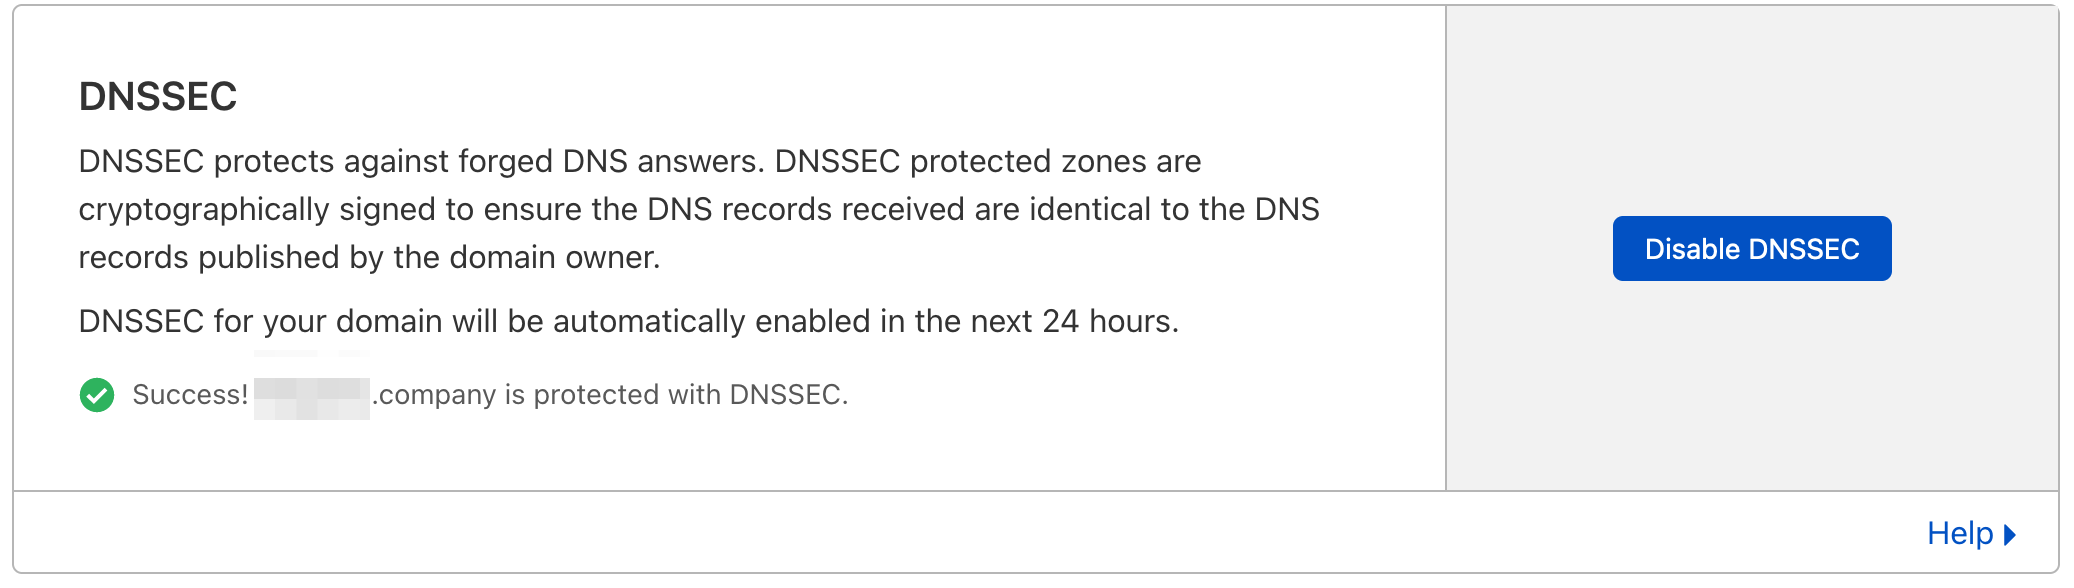 DNSSEC
DNSSEC protects against forged DNS answers. DNSSEC protected zones are
cryptographically signed to ensure the DNS records received are identical to the DNS
records published by the domain owner.
DNSSEC for your domain will be automatically enabled in the next 24 hours.
Success! .company is protected with DNSSEC.
Disable DNSSEC
Help